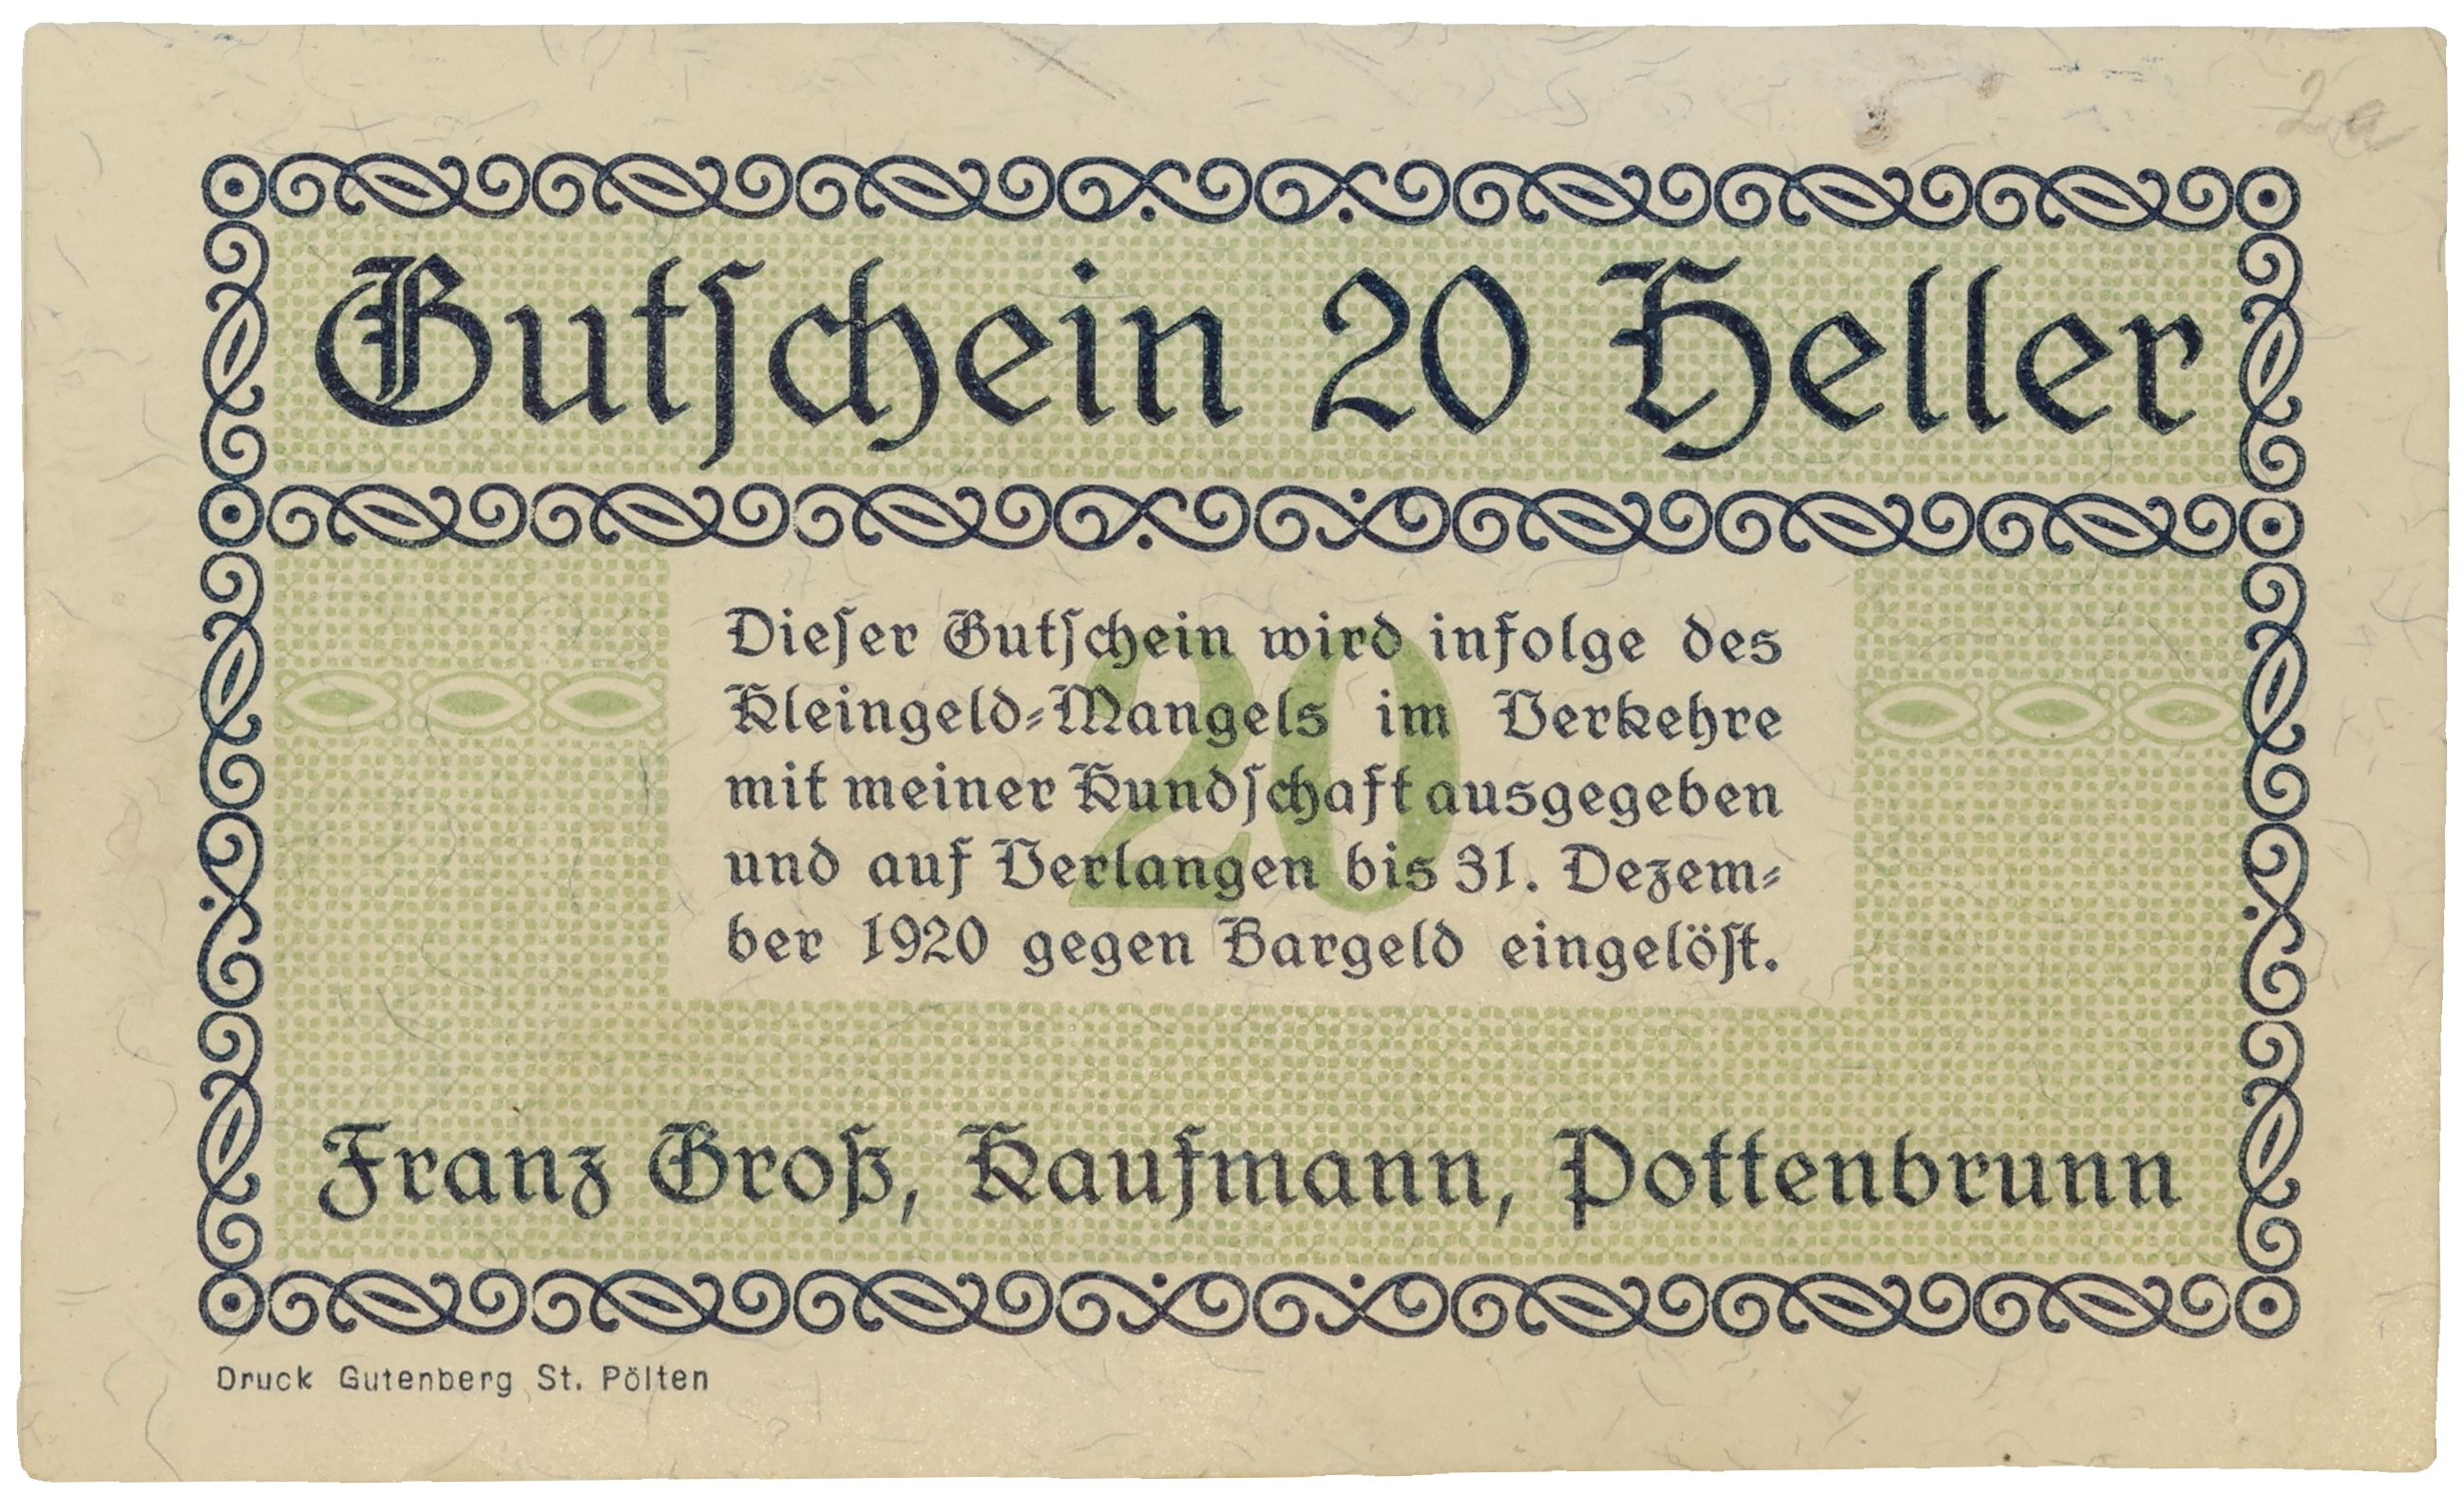 2a
Gutschein 20 Heller
20
Dieser Gutschein wird infolge des
Kleingeld-Mangels im Verkehre
mit meiner Kundschaft ausgegeben
und auf Verlangen bis 31. Dezem-
ber 1920 gegen Bargeld eingelöst.
Franz Groß, Kaufmann, Pottenbrunn
Druck Gutenberg St. Pölten